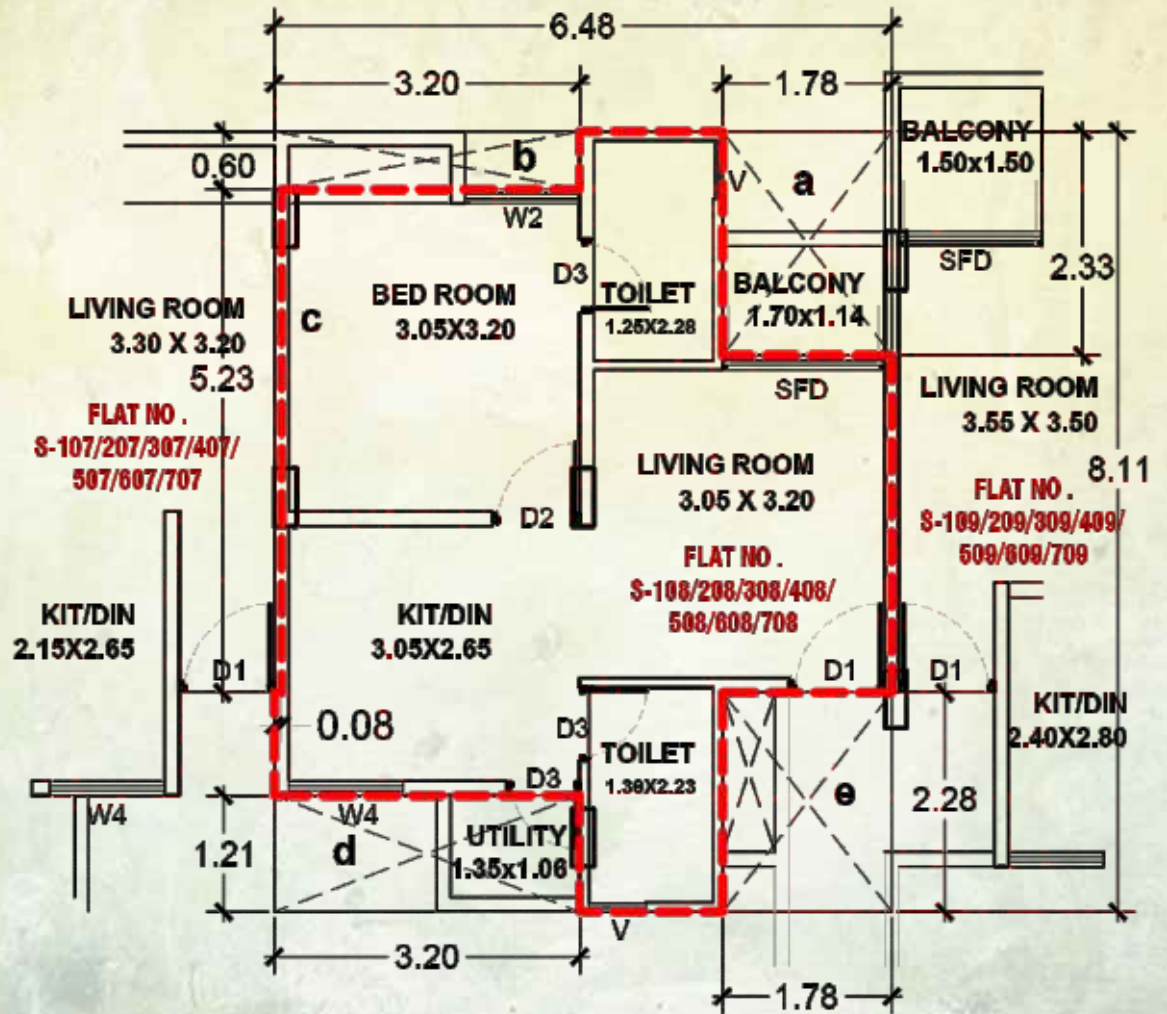 6.48
3.20
1.78
BALCONY
1.50x1.50
0.60
b
V
a
W2
SFD
2.33
D3
LIVING ROOM
3.30 X 3.20
c
BED ROOM
3.05X3.20
TOILET
1.25X2.28
BALCONY
1.70x1.14
5.23
SFD
LIVING ROOM
3.55 X 3.50
FLAT NO .
S-107/207/307/407/
507/607/707
LIVING ROOM
3.05 X 3.20
8.11
FLAT NO .
S-109/209/309/409/
509/609/709
D2
FLAT NO .
S-108/208/308/408/
508/608/708
KIT/DIN
2.15X2.65
KIT/DIN
3.05X2.65
D1
D1
D1
KIT/DIN
2.40X2.80
0.08
D3
TOILET
1.30X2.23
D3
W4
W4
e
2.28
1.21
d
UTILITY
1.35x1.06
V
3.20
1.78